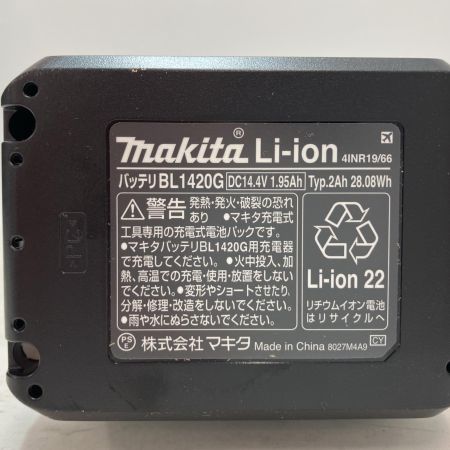 makita® Li-ion 4INR19/66
バッテリBL1420G DC14.4V 1.95Ah Typ.2Ah 28.08Wh
⚠警告 発熱・発火・破裂の恐れ
あり ●マキタ充電式
工具専用の充電式電池パックです。
●マキタバッテリBL1420G用充電器
で充電してください。●火中投入、加
熱、高温での充電・使用・放置をしない
でください。●変形やショートさせたり、
分解・修理・改造をしないでください。
●雨や水にぬらさないでください。
Li-ion 22
リチウムイオン電池
はリサイクルへ
PS
E 株式会社マキタ Made in China 8027M4A9 CY
>PC<